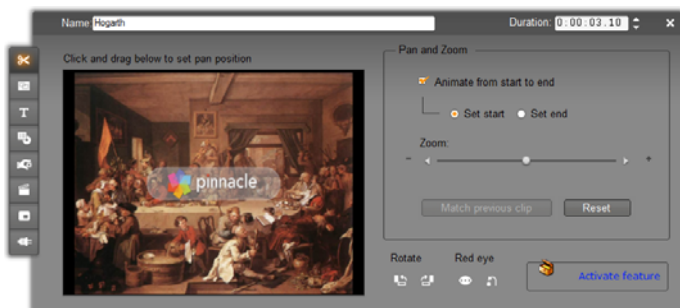 Name: Hogarth
Duration: 0:00:03.10
Click and drag below to set pan position
Pan and Zoom
Animate from start to end
Set start
Set end
Zoom:
Match previous clip
Reset
pinnacle
Rotate
Red eye
Activate feature